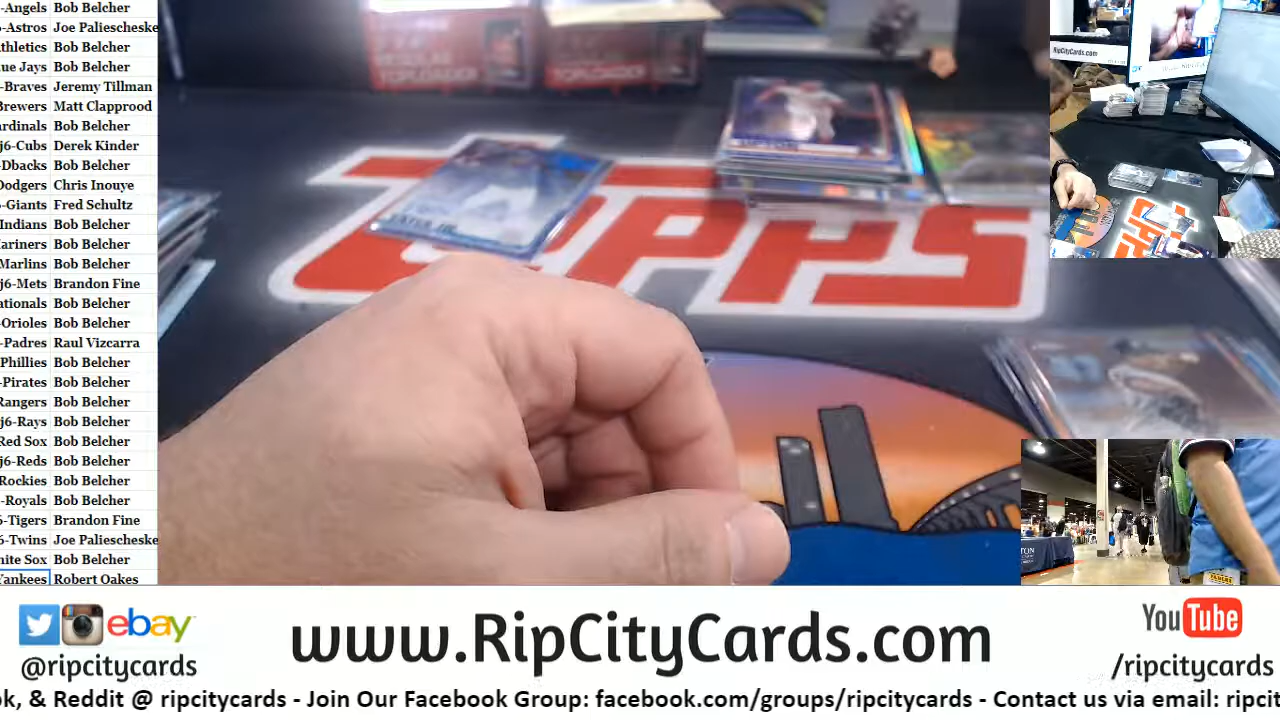 -Angels Bob Belcher
-Astros Joe Paliescheske
thletics Bob Belcher
ue Jays Bob Belcher
-Braves Jeremy Tillman
Brewers Matt Clapprood
ardinals Bob Belcher
j6-Cubs Derek Kinder
-Dbacks Bob Belcher
Dodgers Chris Inouye
-Giants Fred Schultz
Indians Bob Belcher
ariners Bob Belcher
Marlins Bob Belcher
j6-Mets Brandon Fine
ationals Bob Belcher
-Orioles Bob Belcher
-Padres Raul Vizcarra
Phillies Bob Belcher
-Pirates Bob Belcher
Rangers Bob Belcher
j6-Rays Bob Belcher
Red Sox Bob Belcher
j6-Reds Bob Belcher
Rockies Bob Belcher
-Royals Bob Belcher
6-Tigers Brandon Fine
6-Twins Joe Paliescheske
hite Sox Bob Belcher
Yankees Robert Oakes
TOPPS
RipCity.com
TOPPS
ebay
@ripcitycards
www.RipCityCards.com
YouTube
/ripcitycards
ok, & Reddit @ ripcitycards - Join Our Facebook Group: facebook.com/groups/ripcitycards - Contact us via email: ripcit